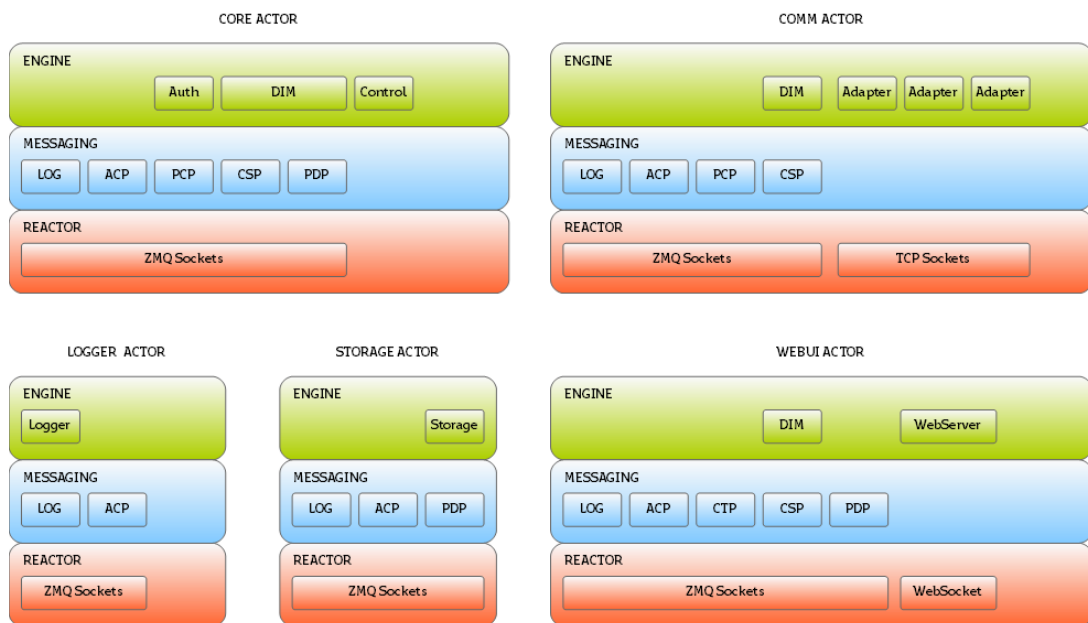 CORE ACTOR
ENGINE
Auth DIM Control
MESSAGING
LOG ACP PCP CSP PDP
REACTOR
ZMQ Sockets
COMM ACTOR
ENGINE
DIM Adapter Adapter Adapter
MESSAGING
LOG ACP PCP CSP
REACTOR
ZMQ Sockets TCP Sockets
LOGGER ACTOR
ENGINE
Logger
MESSAGING
LOG ACP
REACTOR
ZMQ Sockets
STORAGE ACTOR
ENGINE
Storage
MESSAGING
LOG ACP PDP
REACTOR
ZMQ Sockets
WEBUI ACTOR
ENGINE
DIM WebServer
MESSAGING
LOG ACP CTP CSP PDP
REACTOR
ZMQ Sockets WebSocket